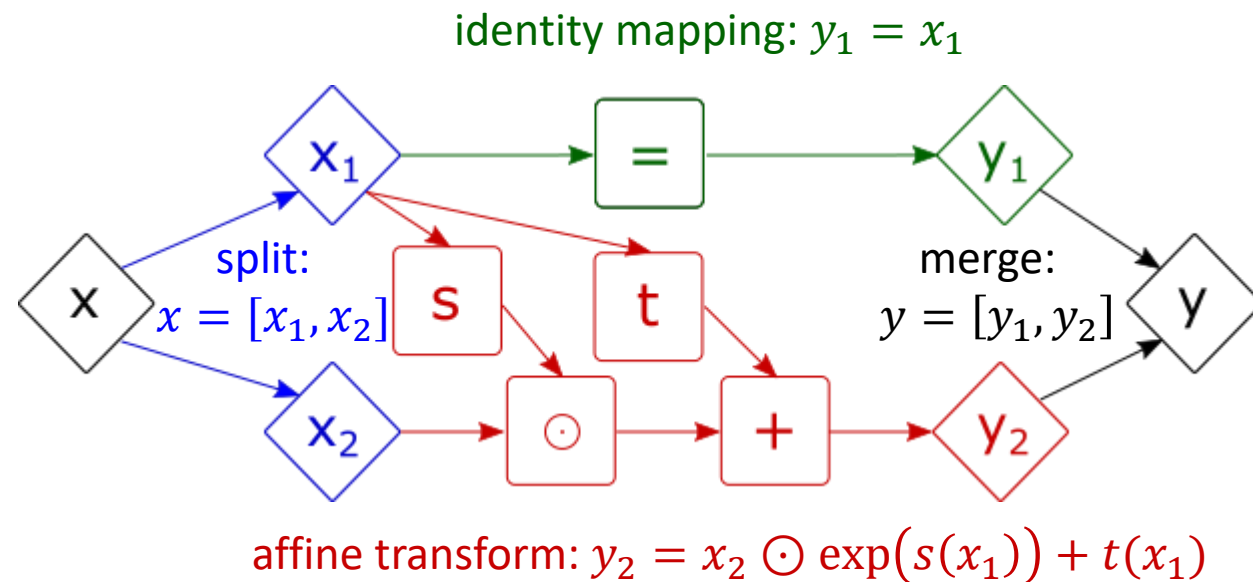 identity mapping: y₁ = x₁
x₁
=
y₁
split:
x = [x₁, x₂]
merge:
y = [y₁, y₂]
x
s
t
y
x₂
⊙
+
y₂
affine transform: y₂ = x₂ ⊙ exp(s(x₁)) + t(x₁)